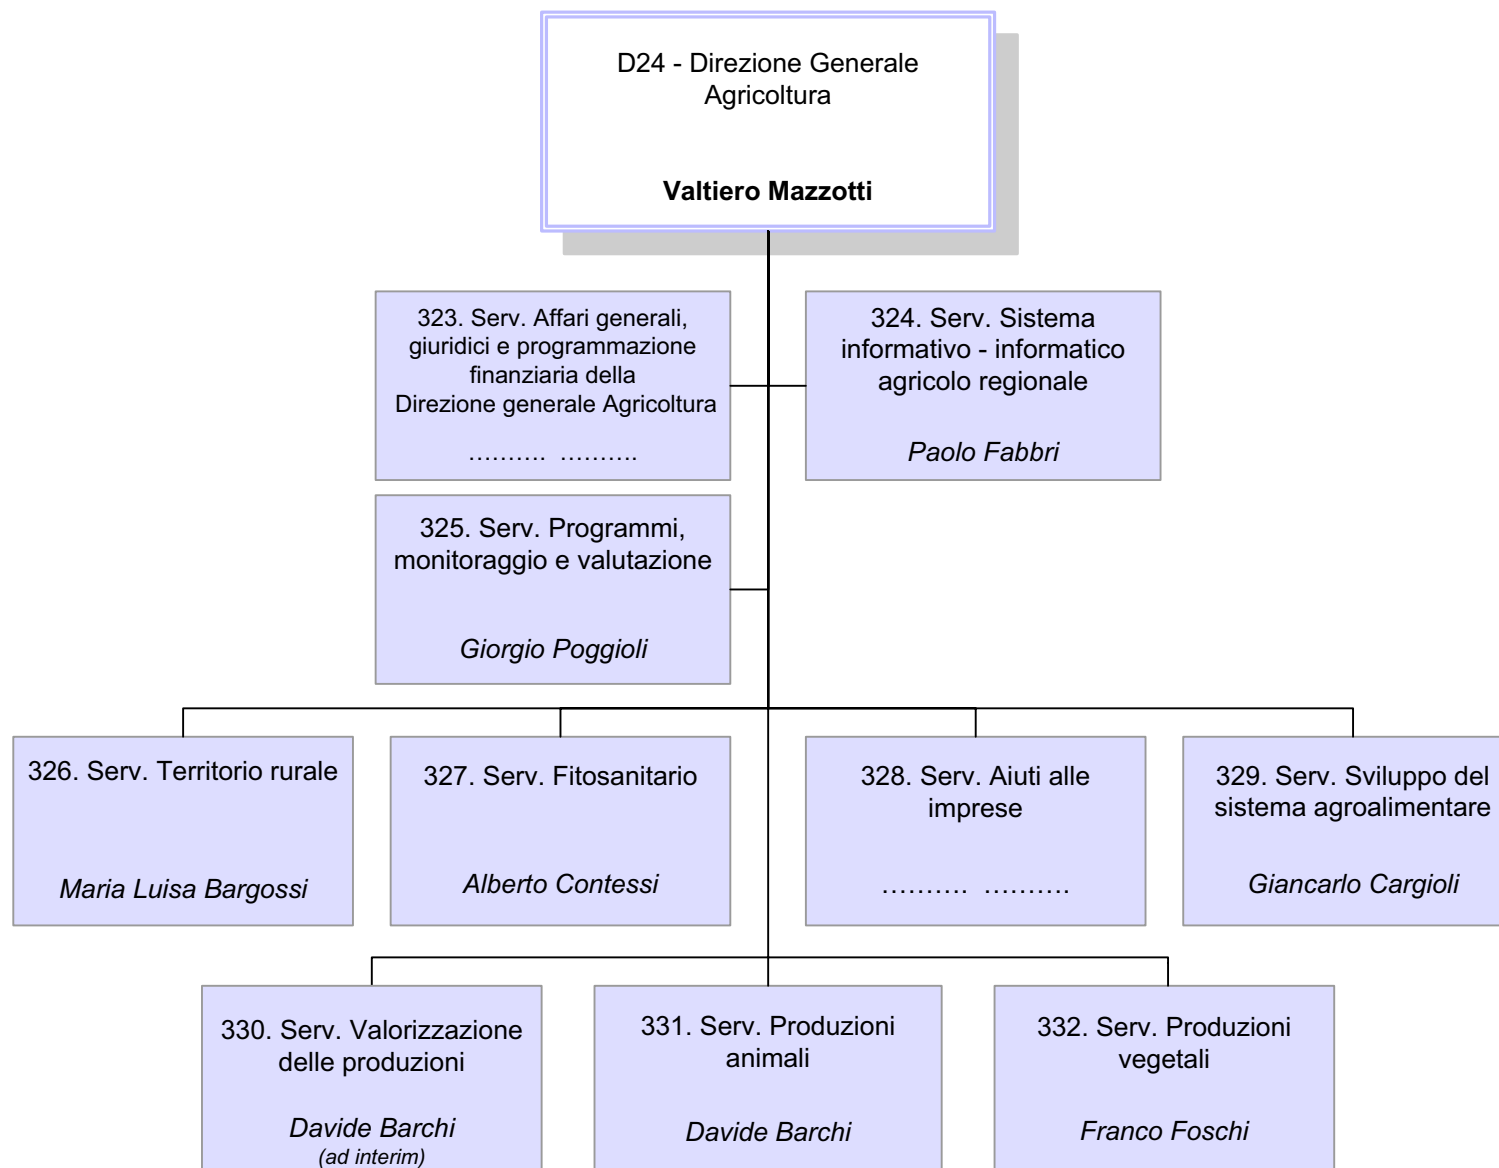 D24 - Direzione Generale
Agricoltura
Valtiero Mazzotti
323. Serv. Affari generali,
giuridici e programmazione
finanziaria della
Direzione generale Agricoltura
………. ……….
324. Serv. Sistema
informativo - informatico
agricolo regionale
Paolo Fabbri
325. Serv. Programmi,
monitoraggio e valutazione
Giorgio Poggioli
326. Serv. Territorio rurale
Maria Luisa Bargossi
327. Serv. Fitosanitario
Alberto Contessi
328. Serv. Aiuti alle
imprese
………. ……….
329. Serv. Sviluppo del
sistema agroalimentare
Giancarlo Cargioli
330. Serv. Valorizzazione
delle produzioni
Davide Barchi
(ad interim)
331. Serv. Produzioni
animali
Davide Barchi
332. Serv. Produzioni
vegetali
Franco Foschi